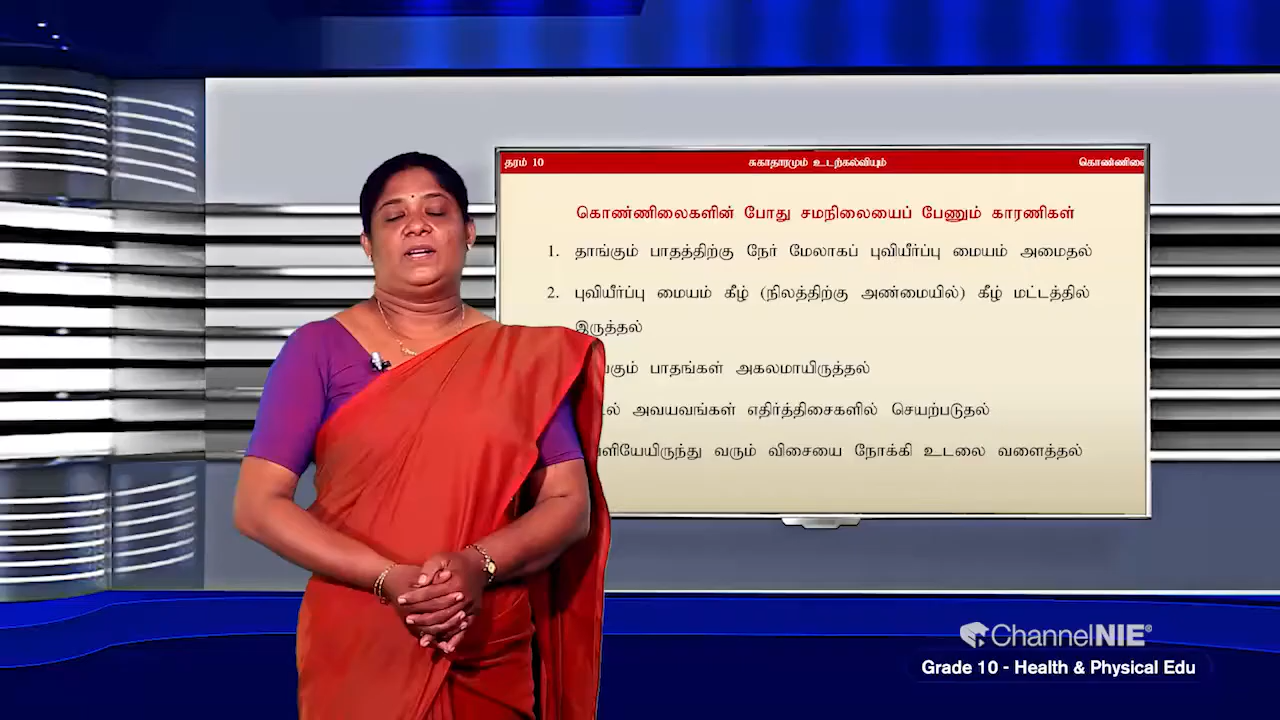 தரம் 10 சுகாதாரமும் உடற்கல்வியும்
கொண்ணிலைகளின் போது சமநிலையைப் பேணும் காரணிகள்
1. தாங்கும் பாதத்திற்கு நேர் மேலாகப் புவியீர்ப்பு மையம் அமைதல்
2. புவியீர்ப்பு மையம் கீழ் (நிலத்திற்கு அண்மையில்) கீழ் மட்டத்தில்
இருத்தல்
பாதங்கள் அகலமாயிருத்தல்
அவயவங்கள் எதிர்த்திசைகளில் செயற்படுதல்
வரும் விசையை நோக்கி உடலை வளைத்தல்
ChannelNIE®
Grade 10 - Health & Physical Edu